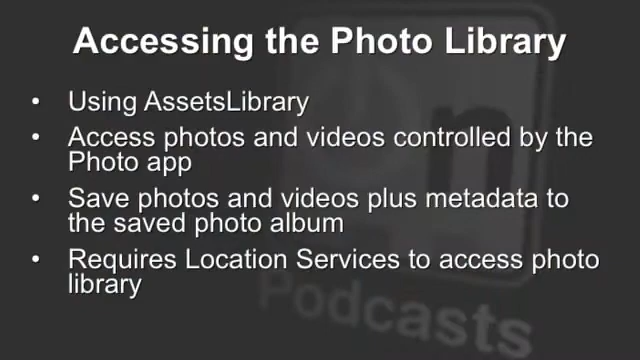 Accessing the Photo Library
• Using AssetsLibrary
• Access photos and videos controlled by the
Photo app
• Save photos and videos plus metadata to
the saved photo album
• Requires Location Services to access photo
library
n
Podcasts